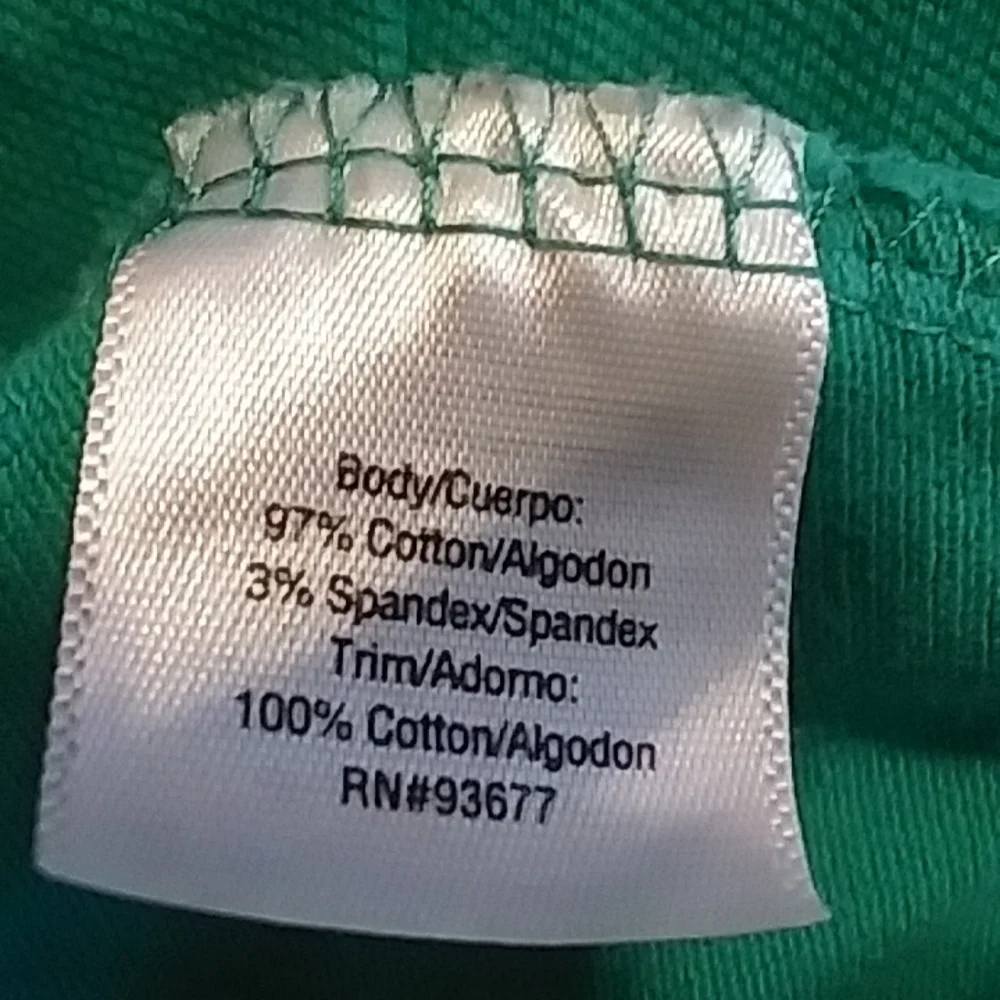 Body/Cuerpo:
97% Cotton/Algodon
3% Spandex/Spandex
Trim/Adorno:
100% Cotton/Algodon
RN#93677